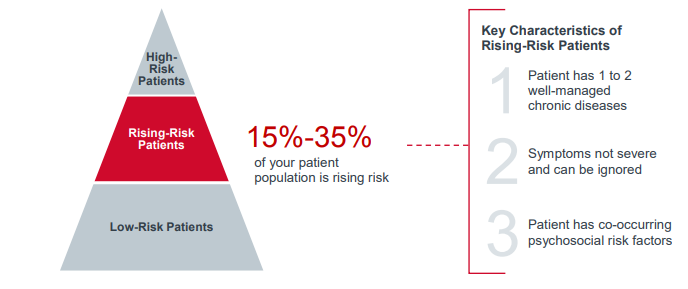 High-
Risk
Patients
Rising-Risk
Patients
Low-Risk Patients
15%-35%
of your patient
population is rising risk
Key Characteristics of
Rising-Risk Patients
1
Patient has 1 to 2
well-managed
chronic diseases
2
Symptoms not severe
and can be ignored
3
Patient has co-occurring
psychosocial risk factors